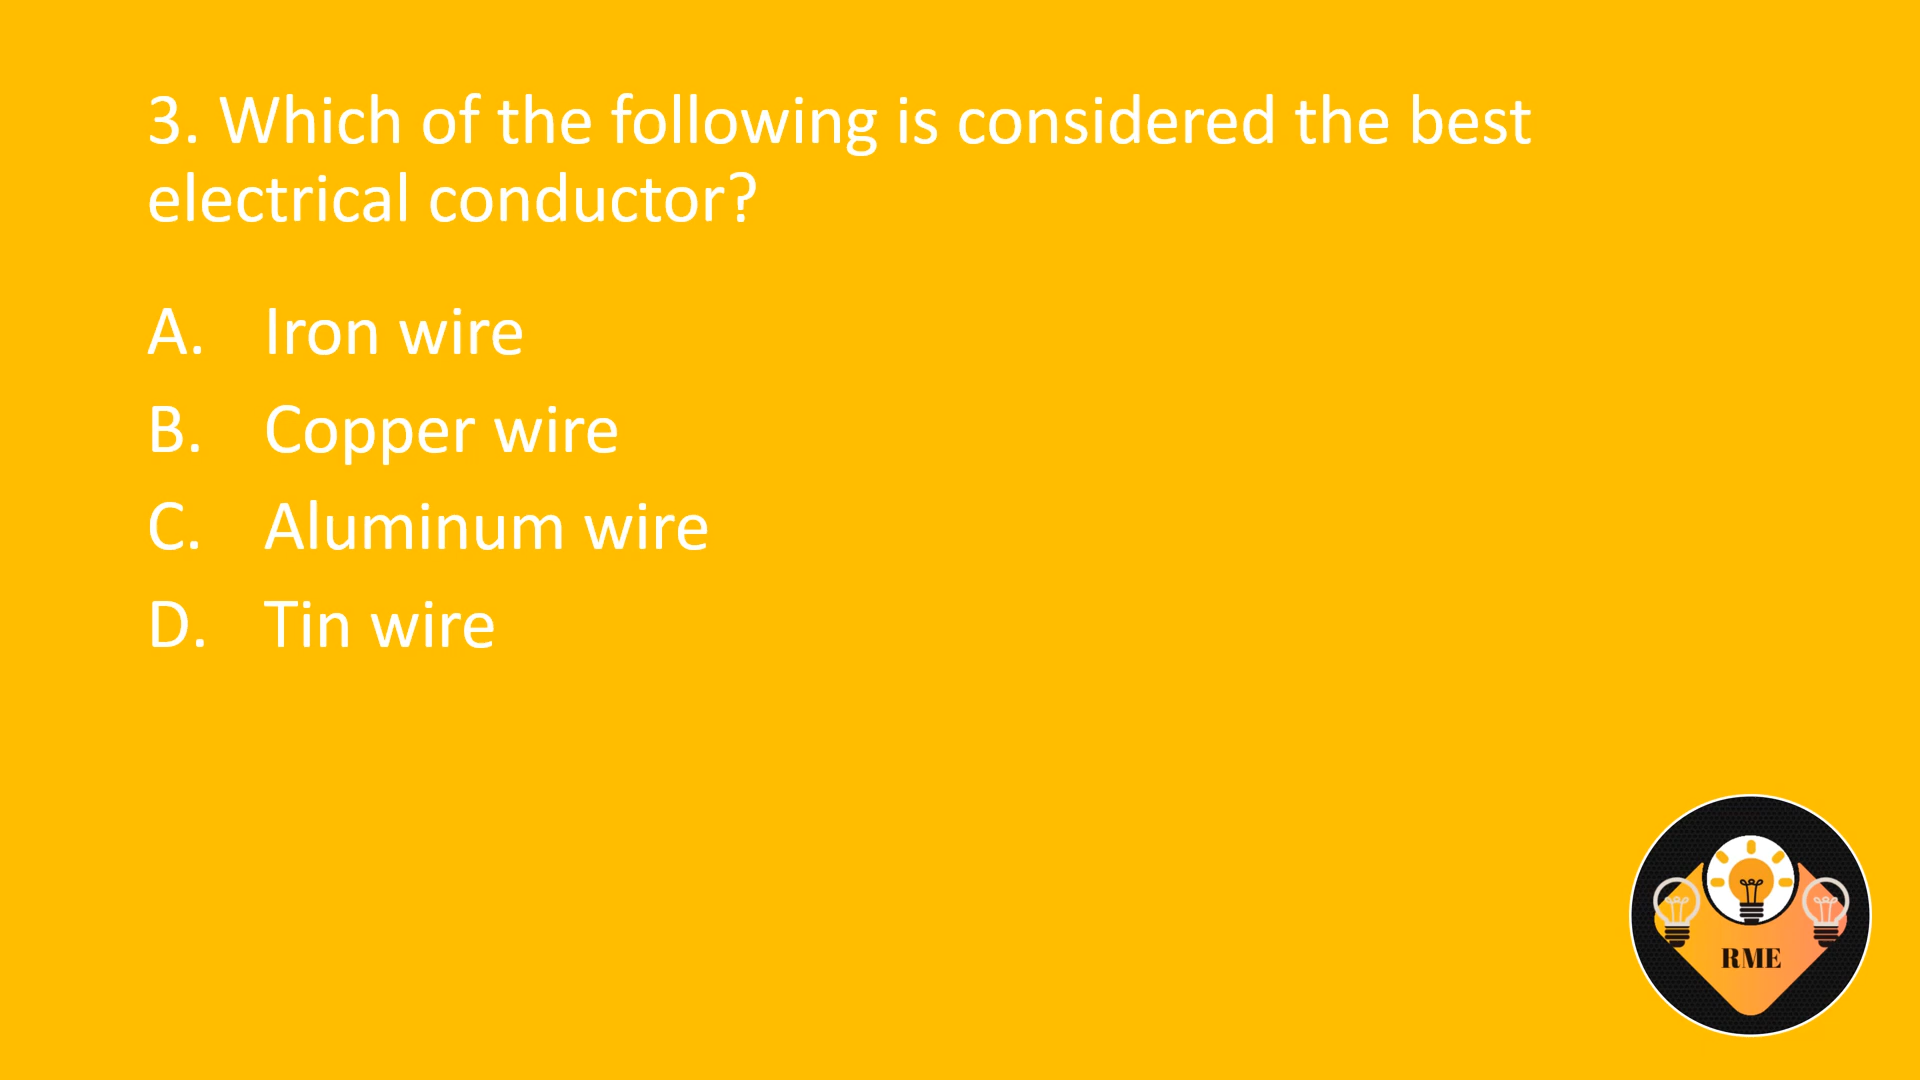 3. Which of the following is considered the best
electrical conductor?
A. Iron wire
B. Copper wire
C. Aluminum wire
D. Tin wire
RME